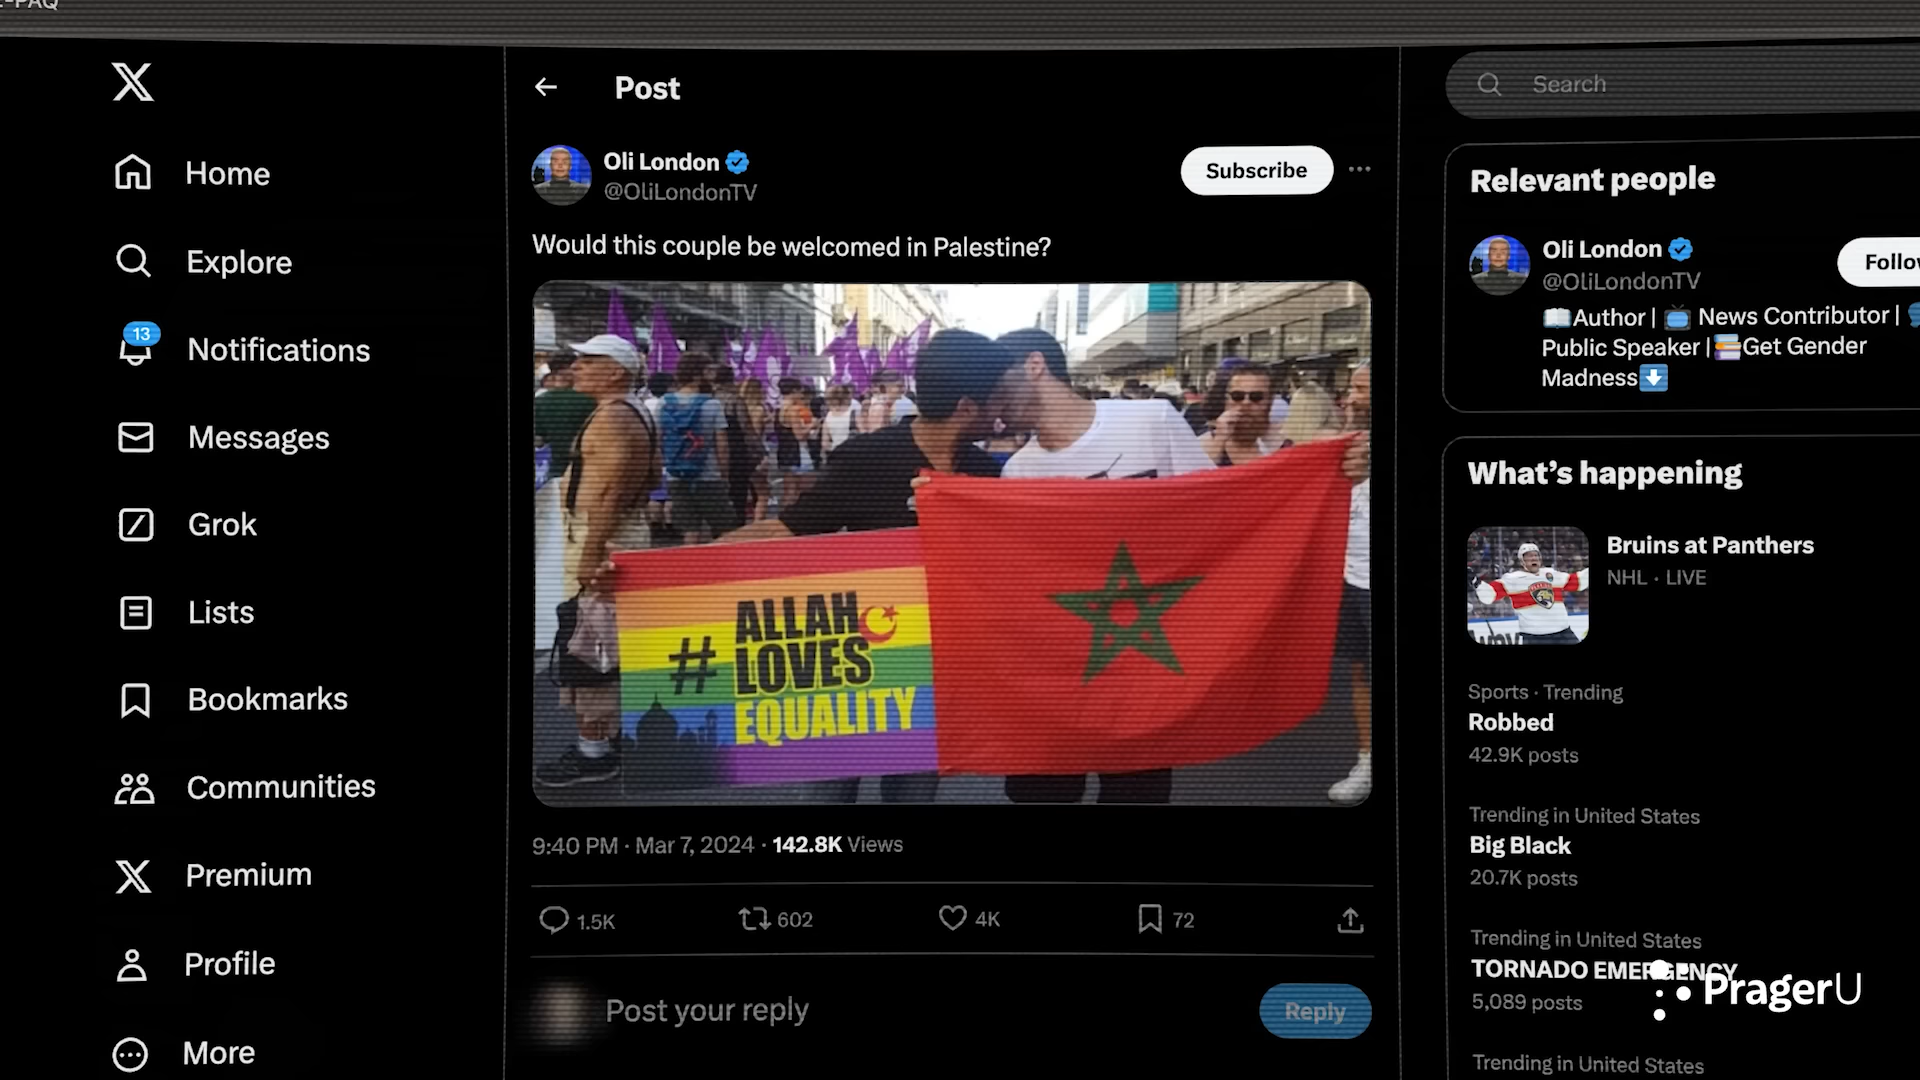 Home
Explore
13
Notifications
Messages
Grok
Lists
Bookmarks
Communities
Premium
Profile
More
Post
Oli London
@OliLondonTV
Subscribe
Would this couple be welcomed in Palestine?
# ALLAH
LOVES
EQUALITY
9:40 PM · Mar 7, 2024 · 142.8K Views
1.5K
602
4K
72
Post your reply
Reply
Search
Relevant people
Oli London
@OliLondonTV
Author | News Contributor |
Public Speaker | Get Gender
Madness
What's happening
Bruins at Panthers
NHL · LIVE
Sports · Trending
Robbed
42.9K posts
Trending in United States
Big Black
20.7K posts
Trending in United States
TORNADO EMERGENCY
5,089 posts
PragerU
Trending in United States